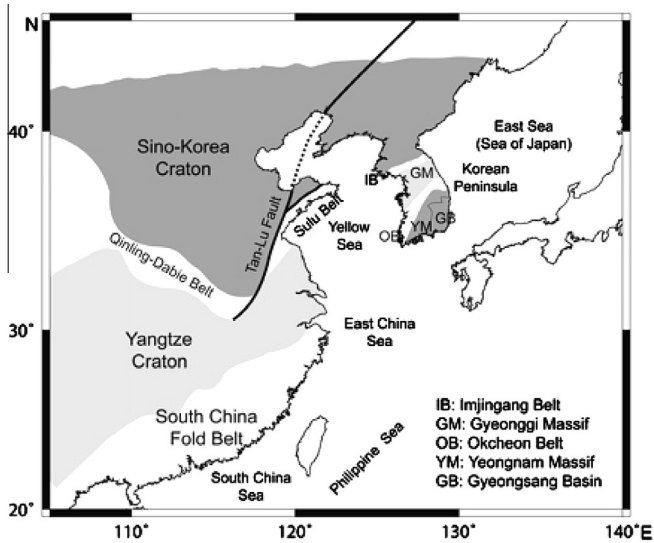 N
40°
30°
20°
110°
120°
130°
140°E
Sino-Korea
Craton
East Sea
(Sea of Japan)
Korean
Peninsula
IB
GM
GB
YM
OB
Tan-Lu Fault
Sulu Belt
Yellow
Sea
Qinling-Dabie Belt
Yangtze
Craton
East China
Sea
South China
Fold Belt
South China
Sea
Philippine Sea
IB: Imjingang Belt
GM: Gyeonggi Massif
OB: Okcheon Belt
YM: Yeongnam Massif
GB: Gyeongsang Basin